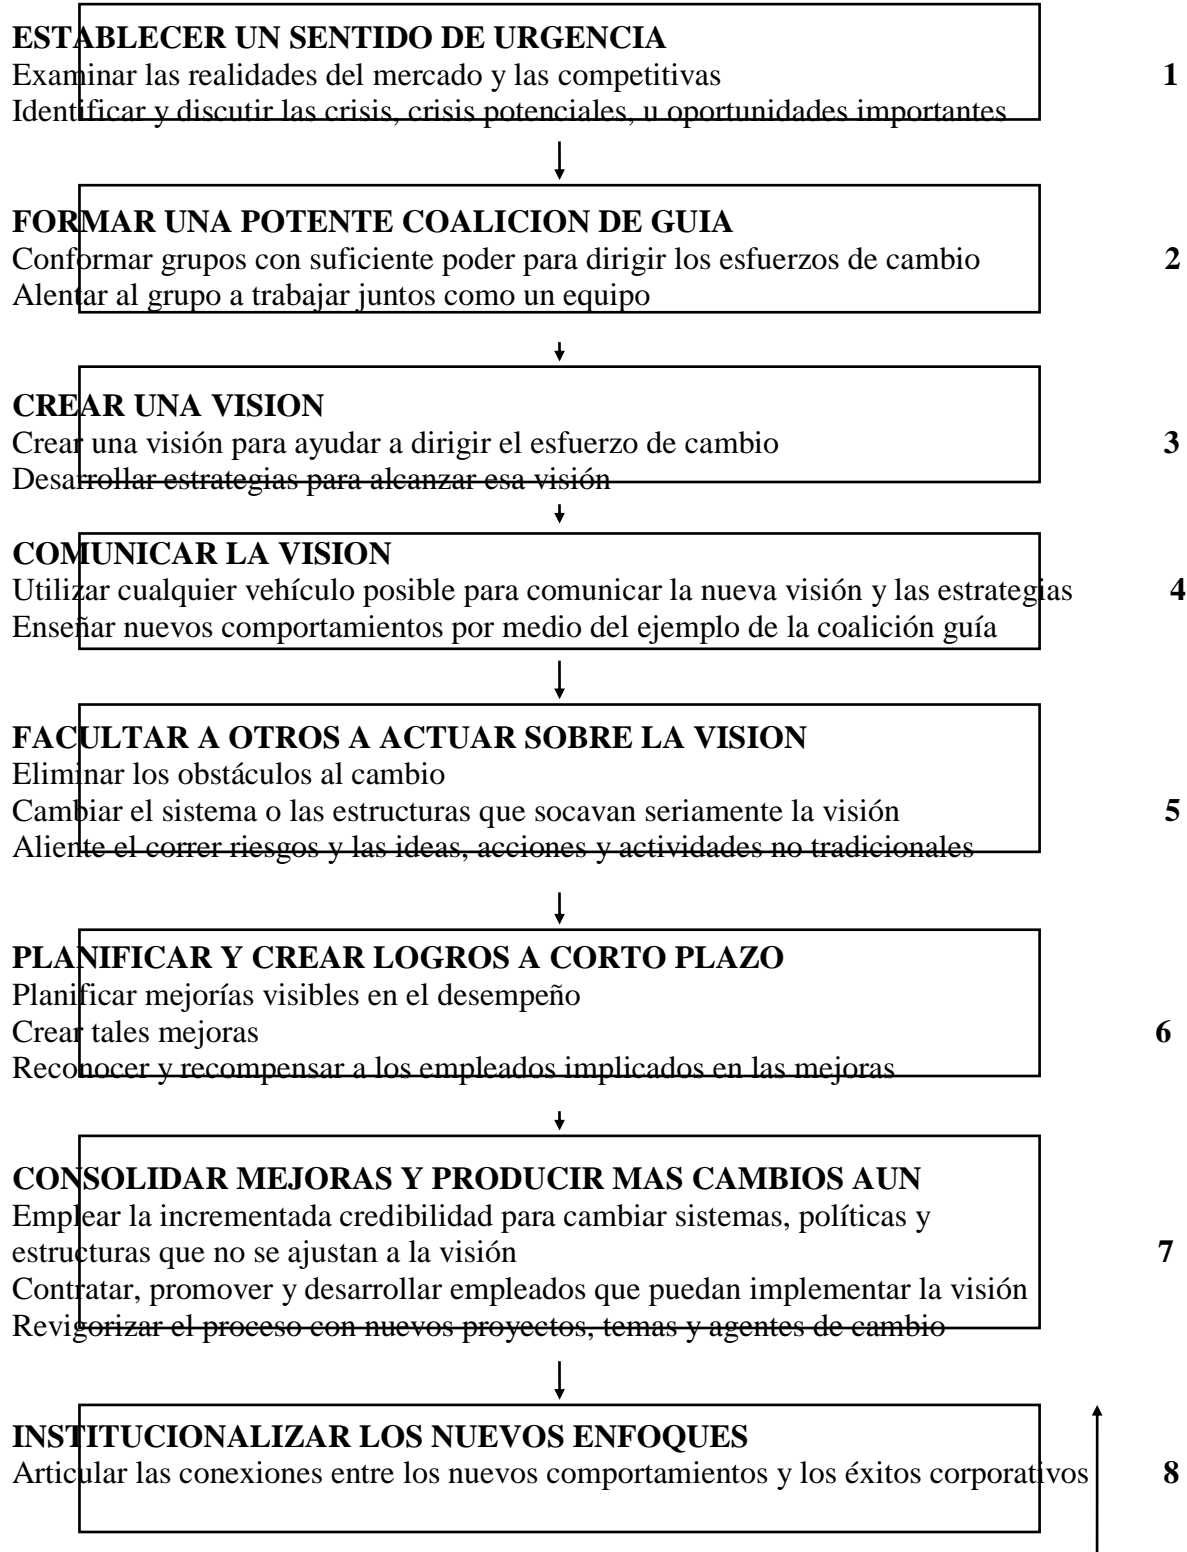 ESTABLECER UN SENTIDO DE URGENCIA
Examinar las realidades del mercado y las competitivas 1
Identificar y discutir las crisis, crisis potenciales, u oportunidades importantes
FORMAR UNA POTENTE COALICION DE GUIA
Conformar grupos con suficiente poder para dirigir los esfuerzos de cambio 2
Alentar al grupo a trabajar juntos como un equipo
CREAR UNA VISION
Crear una visión para ayudar a dirigir el esfuerzo de cambio 3
Desarrollar estrategias para alcanzar esa visión
COMUNICAR LA VISION
Utilizar cualquier vehículo posible para comunicar la nueva visión y las estrategias 4
Enseñar nuevos comportamientos por medio del ejemplo de la coalición guía
FACULTAR A OTROS A ACTUAR SOBRE LA VISION
Eliminar los obstáculos al cambio
Cambiar el sistema o las estructuras que socavan seriamente la visión 5
Aliente el correr riesgos y las ideas, acciones y actividades no tradicionales
PLANIFICAR Y CREAR LOGROS A CORTO PLAZO
Planificar mejorías visibles en el desempeño
Crear tales mejoras 6
Reconocer y recompensar a los empleados implicados en las mejoras
CONSOLIDAR MEJORAS Y PRODUCIR MAS CAMBIOS AUN
Emplear la incrementada credibilidad para cambiar sistemas, políticas y
estructuras que no se ajustan a la visión 7
Contratar, promover y desarrollar empleados que puedan implementar la visión
Revigorizar el proceso con nuevos proyectos, temas y agentes de cambio
INSTITUCIONALIZAR LOS NUEVOS ENFOQUES
Articular las conexiones entre los nuevos comportamientos y los éxitos corporativos 8